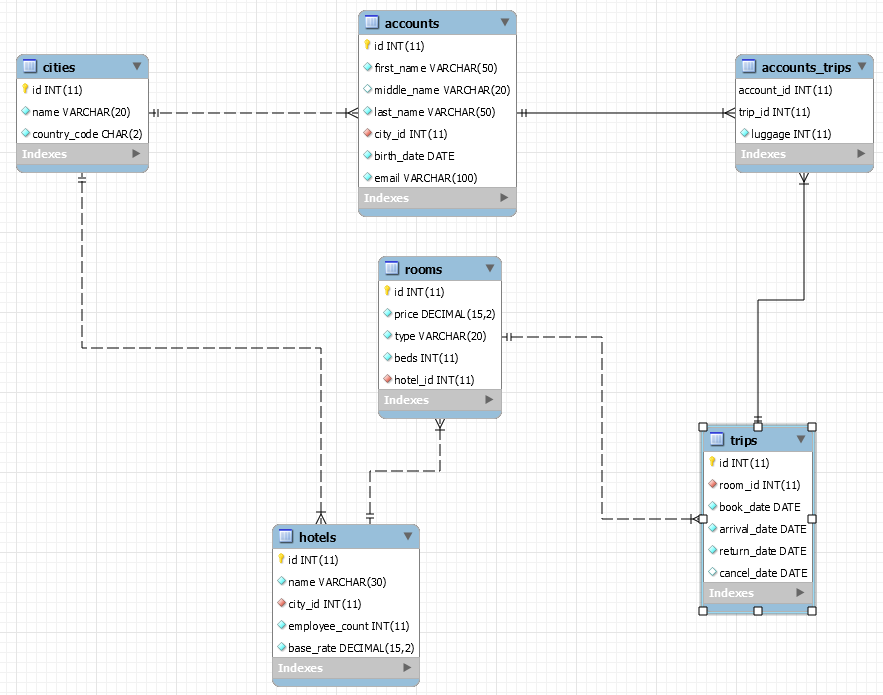 cities
id INT(11)
name VARCHAR(20)
country_code CHAR(2)
Indexes
accounts
id INT(11)
first_name VARCHAR(50)
middle_name VARCHAR(20)
last_name VARCHAR(50)
city_id INT(11)
birth_date DATE
email VARCHAR(100)
Indexes
accounts_trips
account_id INT(11)
trip_id INT(11)
luggage INT(11)
Indexes
rooms
id INT(11)
price DECIMAL(15,2)
type VARCHAR(20)
beds INT(11)
hotel_id INT(11)
Indexes
trips
id INT(11)
room_id INT(11)
book_date DATE
arrival_date DATE
return_date DATE
cancel_date DATE
Indexes
hotels
id INT(11)
name VARCHAR(30)
city_id INT(11)
employee_count INT(11)
base_rate DECIMAL(15,2)
Indexes